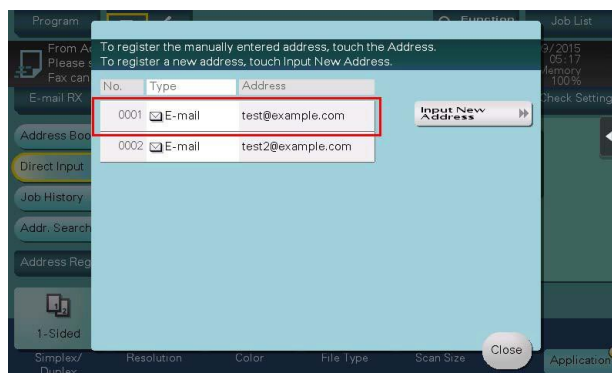 Program
Function
Job List
From A
Please s
Fax can
9/2015
05:17
Memory
100%
E-mail RX
Check Setting
To register the manually entered address, touch the Address.
To register a new address, touch Input New Address.
No. Type Address
0001 E-mail test@example.com
0002 E-mail test2@example.com
Input New
Address
Address Boo
Direct Input
Job History
Addr. Search
Address Reg
1-Sided
Simplex/
Duplex
Resolution
Color
File Type
Scan Size
Close
Application